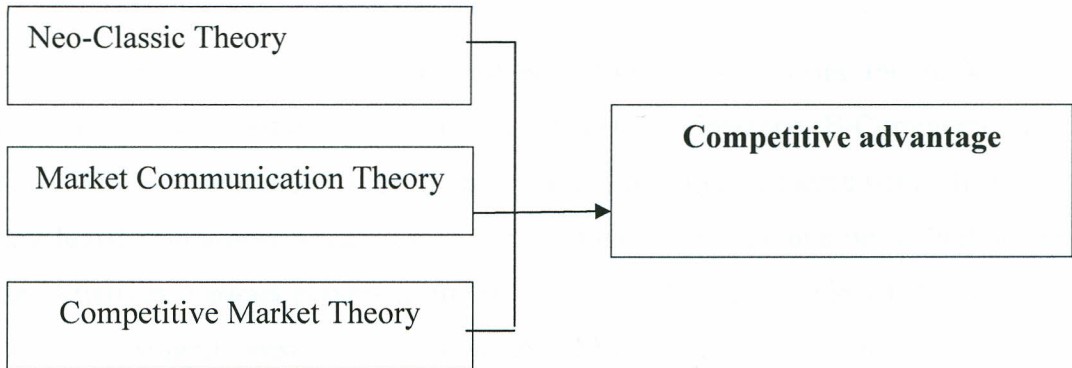 Neo-Classic Theory
Market Communication Theory
Competitive advantage
Competitive Market Theory